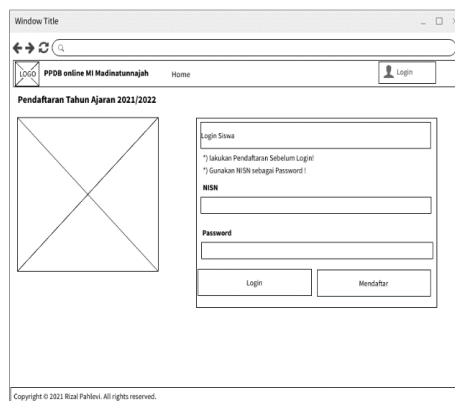 Window Title
LOGO PPDB online MI Madinatunnajah Home Login
Pendaftaran Tahun Ajaran 2021/2022
Login Siswa
*) lakukan Pendaftaran Sebelum Login!
*) Gunakan NISN sebagai Password !
NISN
Password
Login Mendaftar
Copyright © 2021 Rizal Pahlevi. All rights reserved.